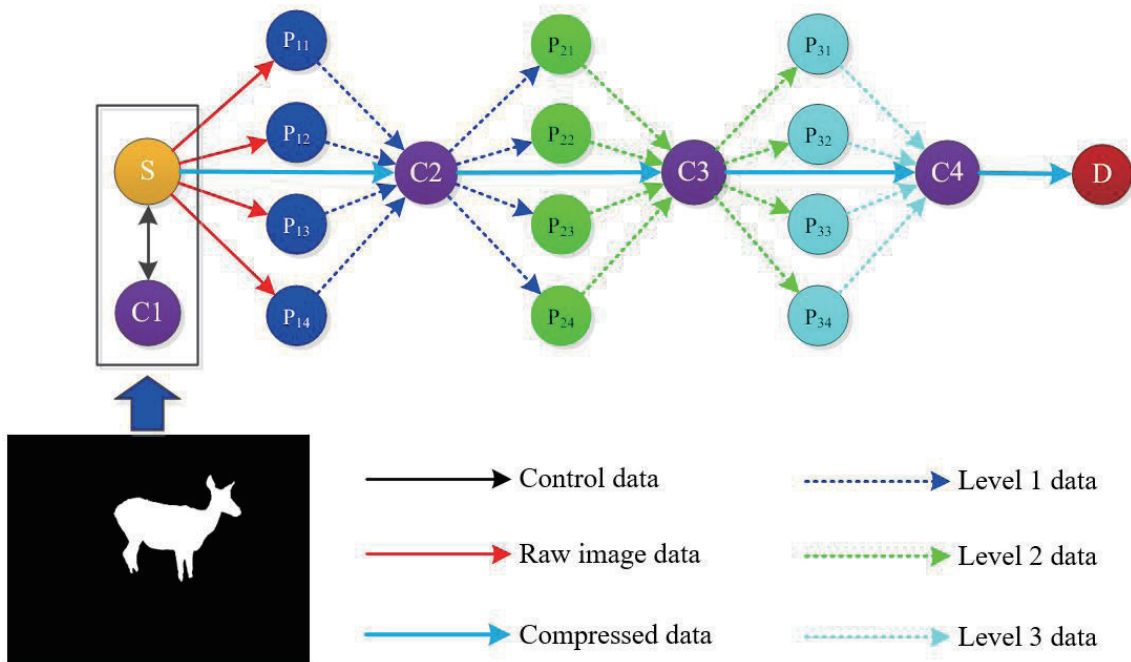 P11 P21 P31
P12 P22 P32
S C2 C3 C4 D
P13 P23 P33
C1 P14 P24 P34
Control data Level 1 data
Raw image data Level 2 data
Compressed data Level 3 data